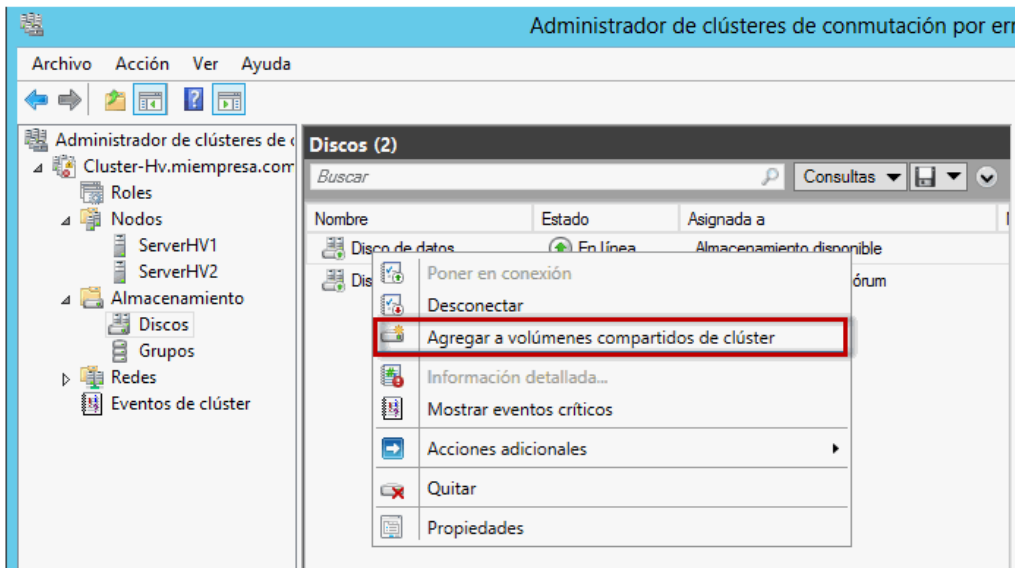 Administrador de clústeres de conmutación por err
Archivo Acción Ver Ayuda
Administrador de clústeres de
Cluster-Hv.miempresa.com
Roles
Nodos
ServerHV1
ServerHV2
Almacenamiento
Discos
Grupos
Redes
Eventos de clúster
Discos (2)
Buscar
Consultas
Nombre Estado Asignada a
Disco de datos En línea Almacenamiento disponible
Dis órum
Poner en conexión
Desconectar
Agregar a volúmenes compartidos de clúster
Información detallada...
Mostrar eventos críticos
Acciones adicionales
Quitar
Propiedades